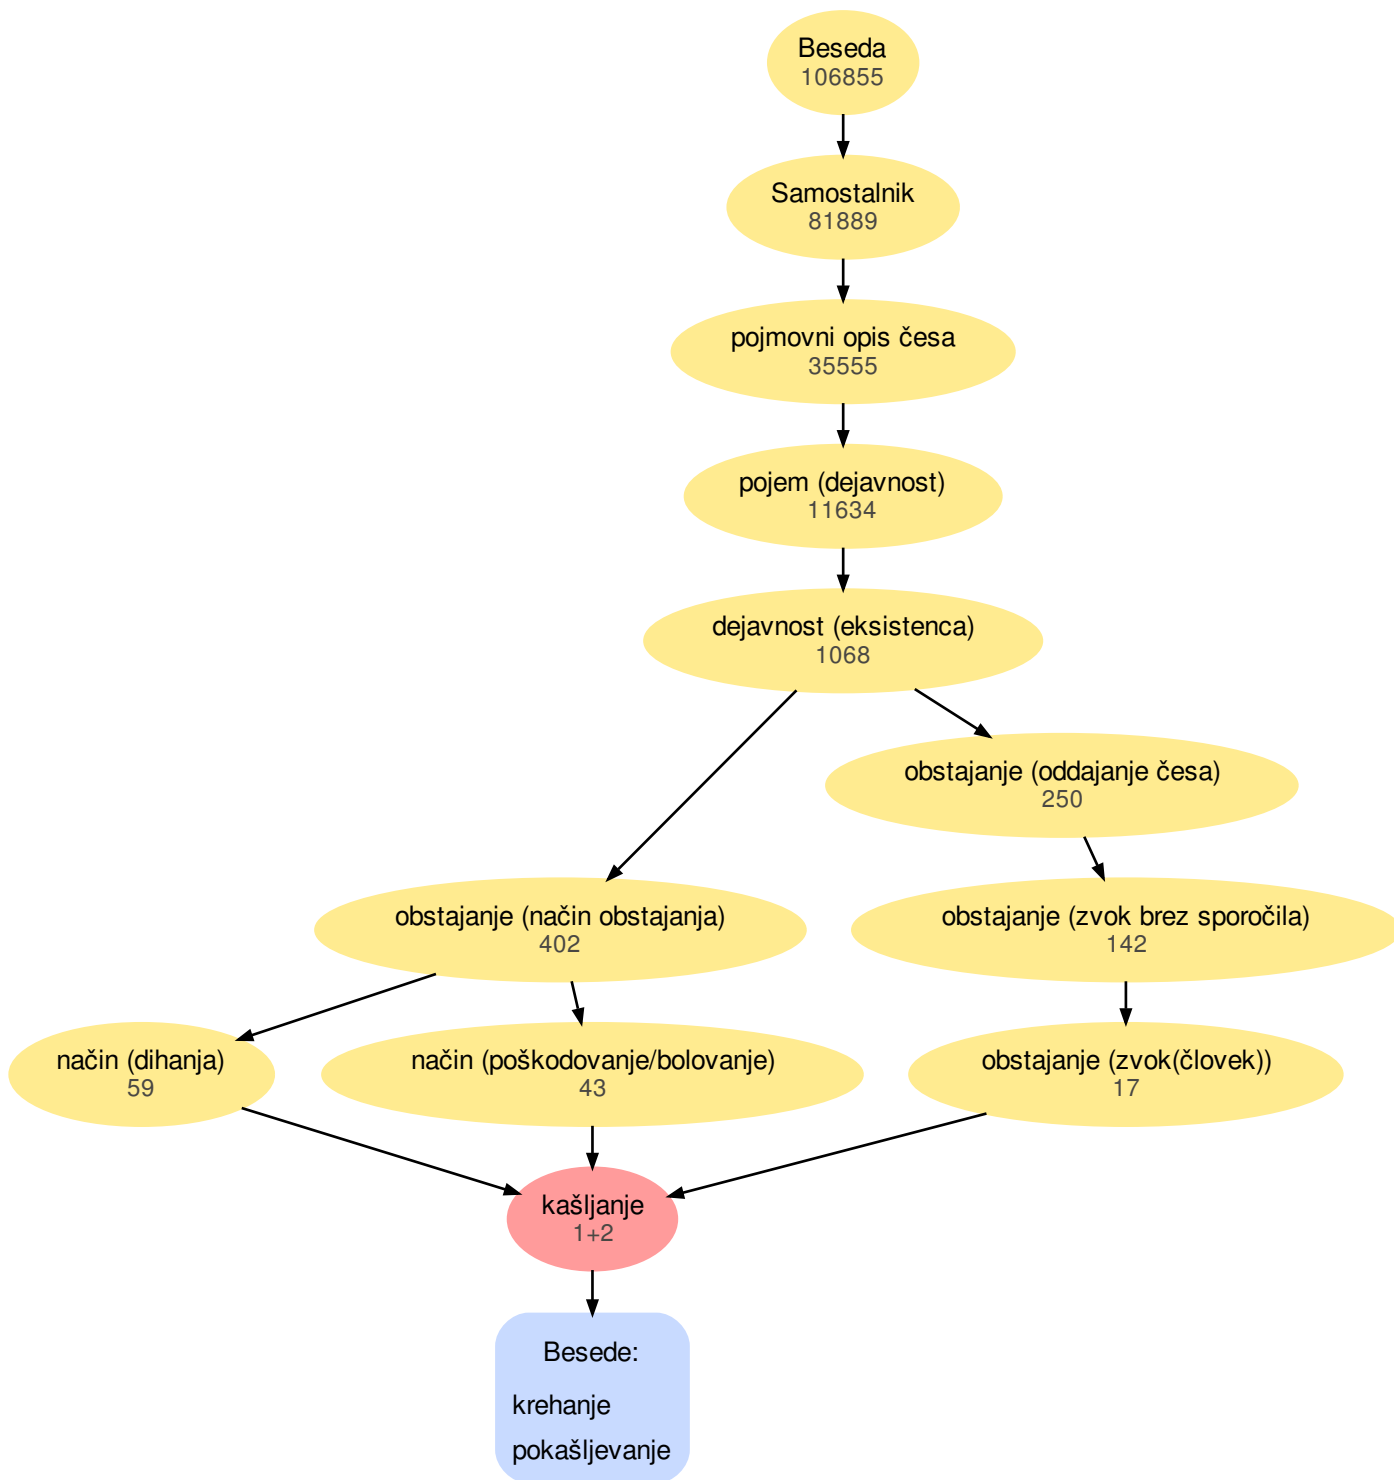 Beseda
106855
Samostalnik
81889
pojmovni opis česa
35555
pojem (dejavnost)
11634
dejavnost (eksistenca)
1068
obstajanje (oddajanje česa)
250
obstajanje (način obstajanja)
402
obstajanje (zvok brez sporočila)
142
način (dihanja)
59
način (poškodovanje/bolovanje)
43
obstajanje (zvok(človek))
17
kašljanje
1+2
Besede:
krehanje
pokašljevanje